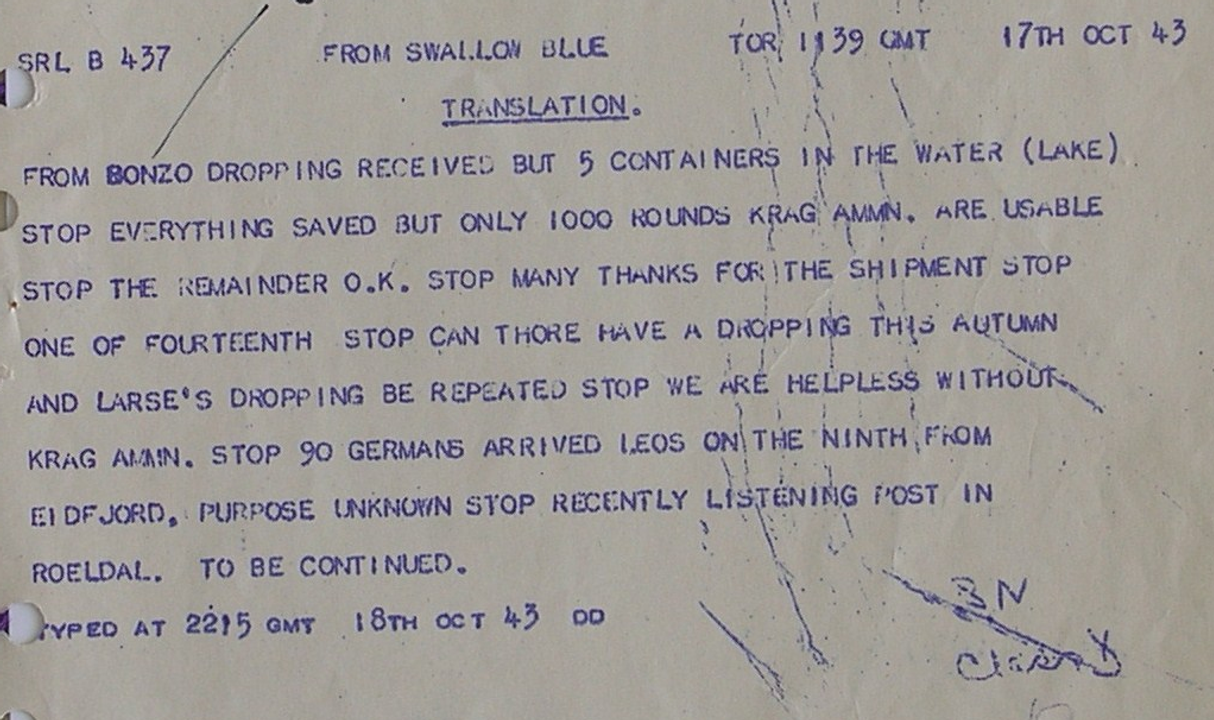 SRL B 437 FROM SWALLOW BLUE TOR 1139 GMT 17TH OCT 43
TRANSLATION.
FROM BONZO DROPPING RECEIVED BUT 5 CONTAINERS IN THE WATER (LAKE)
STOP EVERYTHING SAVED BUT ONLY 1000 ROUNDS KRAG AMMN. ARE USABLE
STOP THE REMAINDER O.K. STOP MANY THANKS FOR THE SHIPMENT STOP
ONE OF FOURTEENTH STOP CAN THORE HAVE A DROPPING THIS AUTUMN
AND LARSE'S DROPPING BE REPEATED STOP WE ARE HELPLESS WITHOUT
KRAG AMMN. STOP 90 GERMANS ARRIVED LEOS ON THE NINTH FROM
EIDFJORD, PURPOSE UNKNOWN STOP RECENTLY LISTENING POST IN
ROELDAL. TO BE CONTINUED.
TYPED AT 2215 GMT 18TH OCT 43 DD
BN